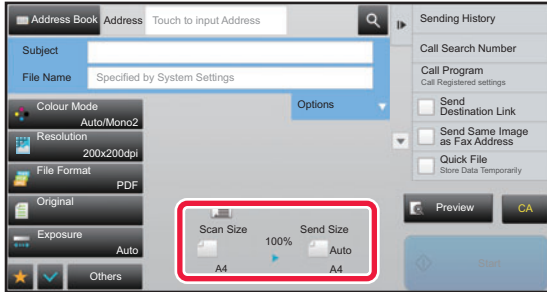 Address Book Address Touch to input Address
Subject
File Name Specified by System Settings
Options
Colour Mode
Auto/Mono2
Resolution
200x200dpi
File Format
PDF
Original
Exposure
Auto
Others
Scan Size
100%
Send Size
Auto
A4
A4
Sending History
Call Search Number
Call Program
Call Registered settings
Send
Destination Link
Send Same Image
as Fax Address
Quick File
Store Data Temporarily
Preview
CA
Start